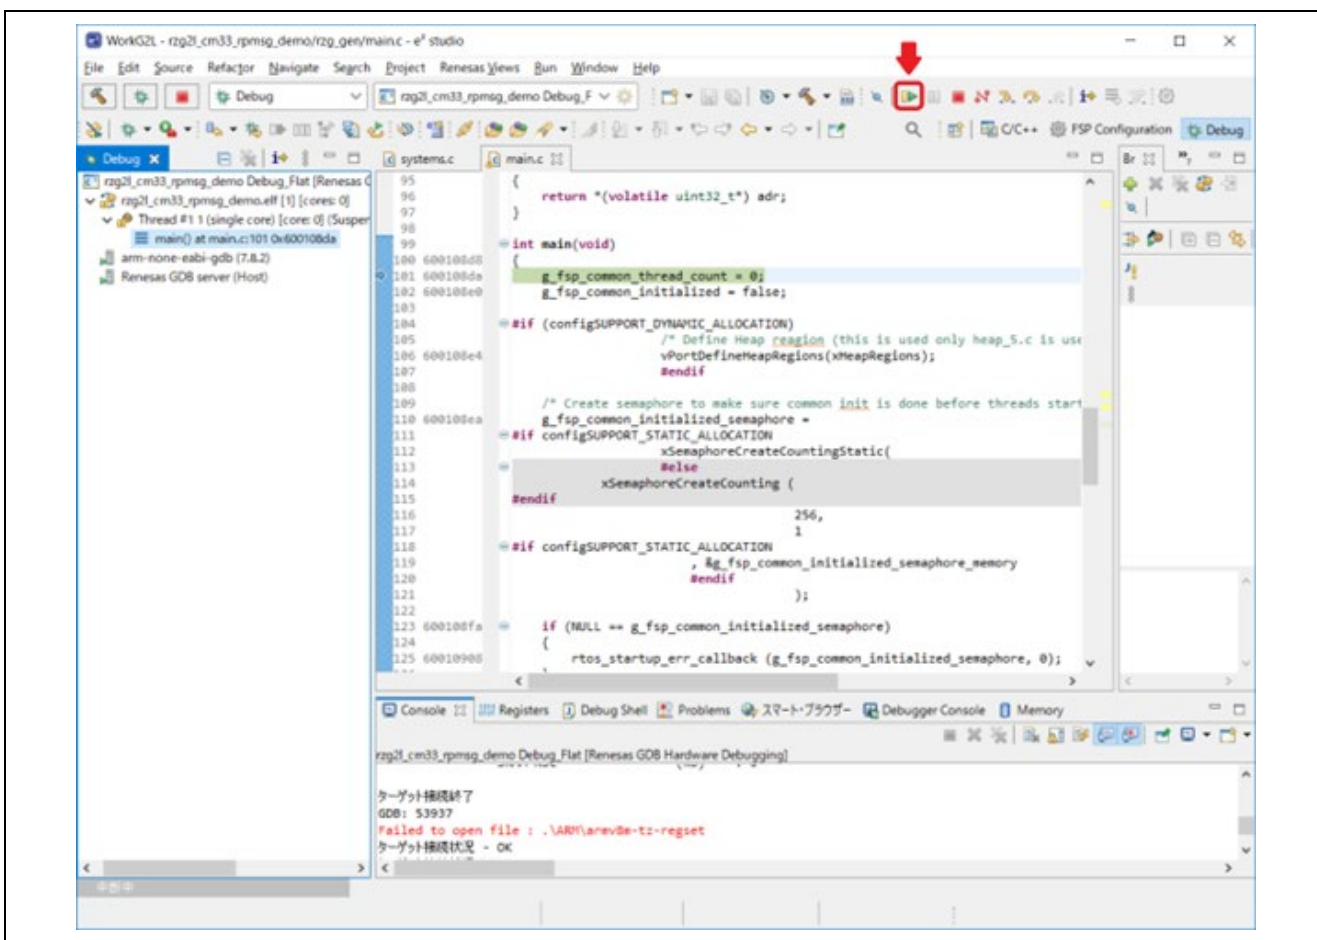 WorkG2L - rzg2l_cm33_rpmsg_demo/rzg_gen/main.c - e² studio
File Edit Source Refactor Navigate Search Project Renesas Views Run Window Help
Debug rzg2l_cm33_rpmsg_demo Debug_F
C/C++ FSP Configuration Debug
Debug systems.c main.c Br
rzg2l_cm33_rpmsg_demo Debug_Flat [Renesas G
rzg2l_cm33_rpmsg_demo.elf [1] [cores: 0]
Thread #1 1 (single core) [core: 0] (Susper
main() at main.c:101 0x600108da
arm-none-eabi-gdb (7.8.2)
Renesas GDB server (Host)
95 {
96 return *(volatile uint32_t*) adr;
97 }
98
99 int main(void)
100 600108d8 {
101 600108da g_fsp_common_thread_count = 0;
102 600108e0 g_fsp_common_initialized = false;
103
104 #if (configSUPPORT_DYNAMIC_ALLOCATION)
105 /* Define Heap reagion (this is used only heap_5.c is use
106 600108e4 vPortDefineHeapRegions(xHeapRegions);
107 #endif
108
109 /* Create semaphore to make sure common init is done before threads start
110 600108ea g_fsp_common_initialized_semaphore =
111 #if configSUPPORT_STATIC_ALLOCATION
112 xSemaphoreCreateCountingStatic(
113 #else
114 xSemaphoreCreateCounting (
115 #endif
116 256,
117 1
118 #if configSUPPORT_STATIC_ALLOCATION
119 , &g_fsp_common_initialized_semaphore_memory
120 #endif
121 );
122
123 600108fa if (NULL == g_fsp_common_initialized_semaphore)
124 {
125 60010908 rtos_startup_err_callback (g_fsp_common_initialized_semaphore, 0);
Console Registers Debug Shell Problems スマート・ブラウザー Debugger Console Memory
rzg2l_cm33_rpmsg_demo Debug_Flat [Renesas GDB Hardware Debugging]
ターゲット接続終了
GDB: 53937
Failed to open file : .\ARM\armv8m-tz-regset
ターゲット接続状況 - OK